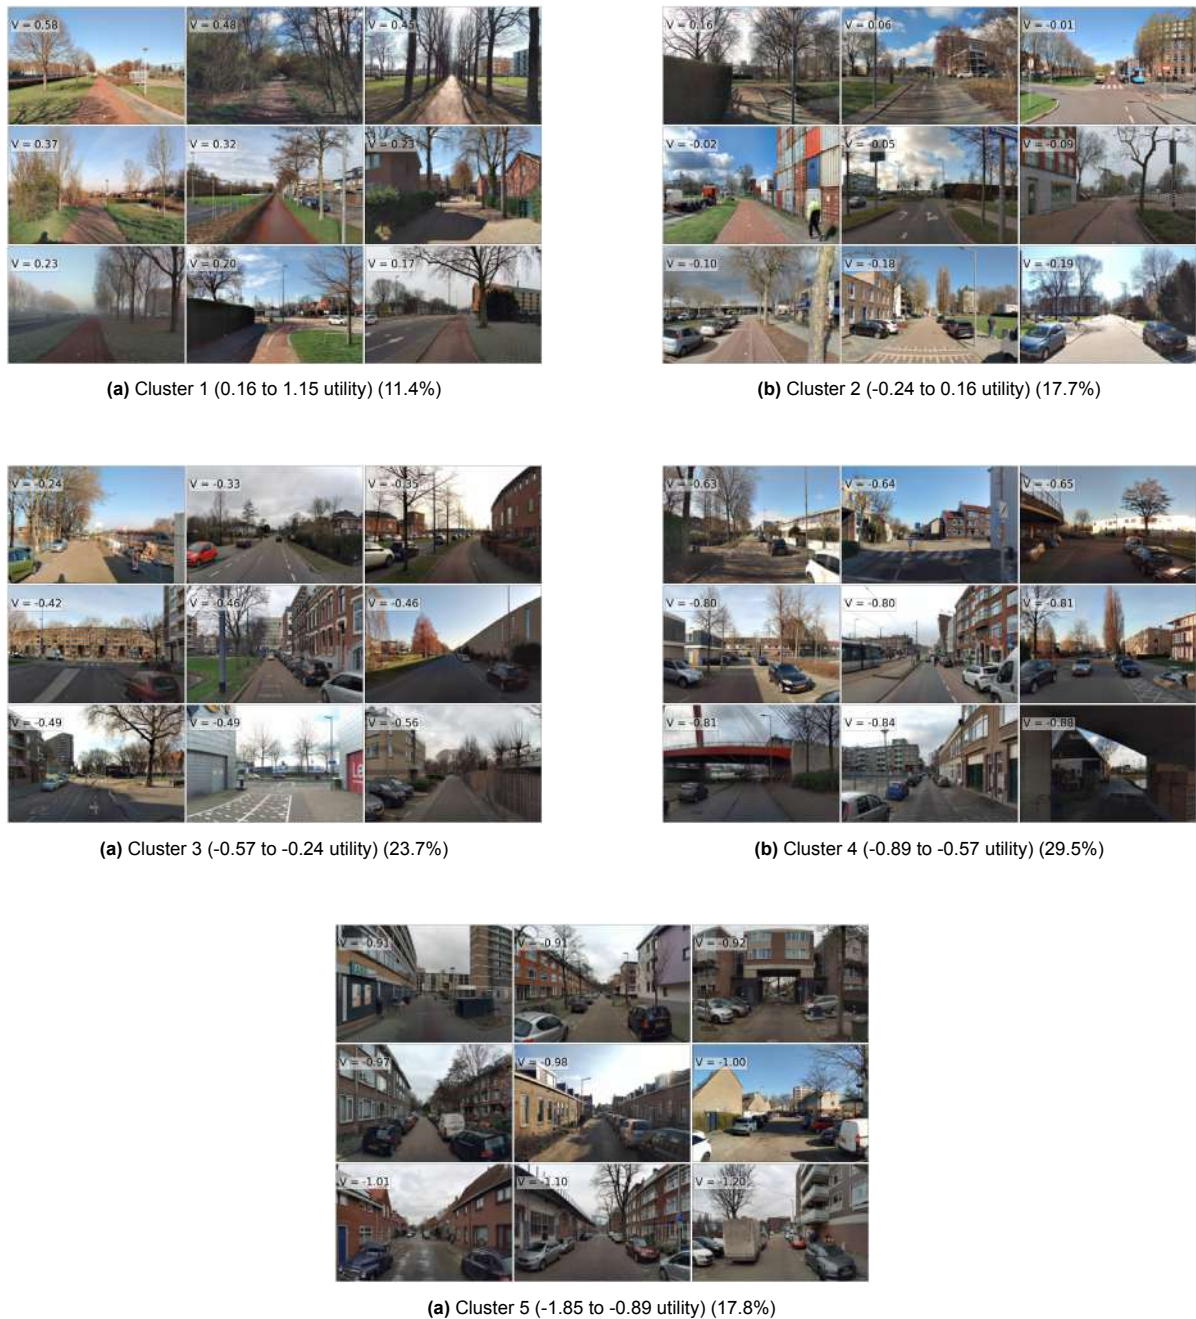 V = 0.58
V = 0.48
V = 0.45
V = 0.37
V = 0.32
V = 0.23
V = 0.23
V = 0.20
V = 0.17
(a) Cluster 1 (0.16 to 1.15 utility) (11.4%)
V = 0.16
V = 0.06
V = -0.01
V = -0.02
V = -0.05
V = -0.09
V = -0.10
V = -0.18
V = -0.19
(b) Cluster 2 (-0.24 to 0.16 utility) (17.7%)
V = -0.24
V = -0.33
V = -0.35
V = -0.42
V = -0.46
V = -0.46
V = -0.49
V = -0.49
V = -0.56
(a) Cluster 3 (-0.57 to -0.24 utility) (23.7%)
V = -0.63
V = -0.64
V = -0.65
V = -0.80
V = -0.80
V = -0.81
V = -0.81
V = -0.84
V = -0.88
(b) Cluster 4 (-0.89 to -0.57 utility) (29.5%)
V = -0.91
V = -0.91
V = -0.92
V = -0.97
V = -0.98
V = -1.00
V = -1.01
V = -1.10
V = -1.20
(a) Cluster 5 (-1.85 to -0.89 utility) (17.8%)